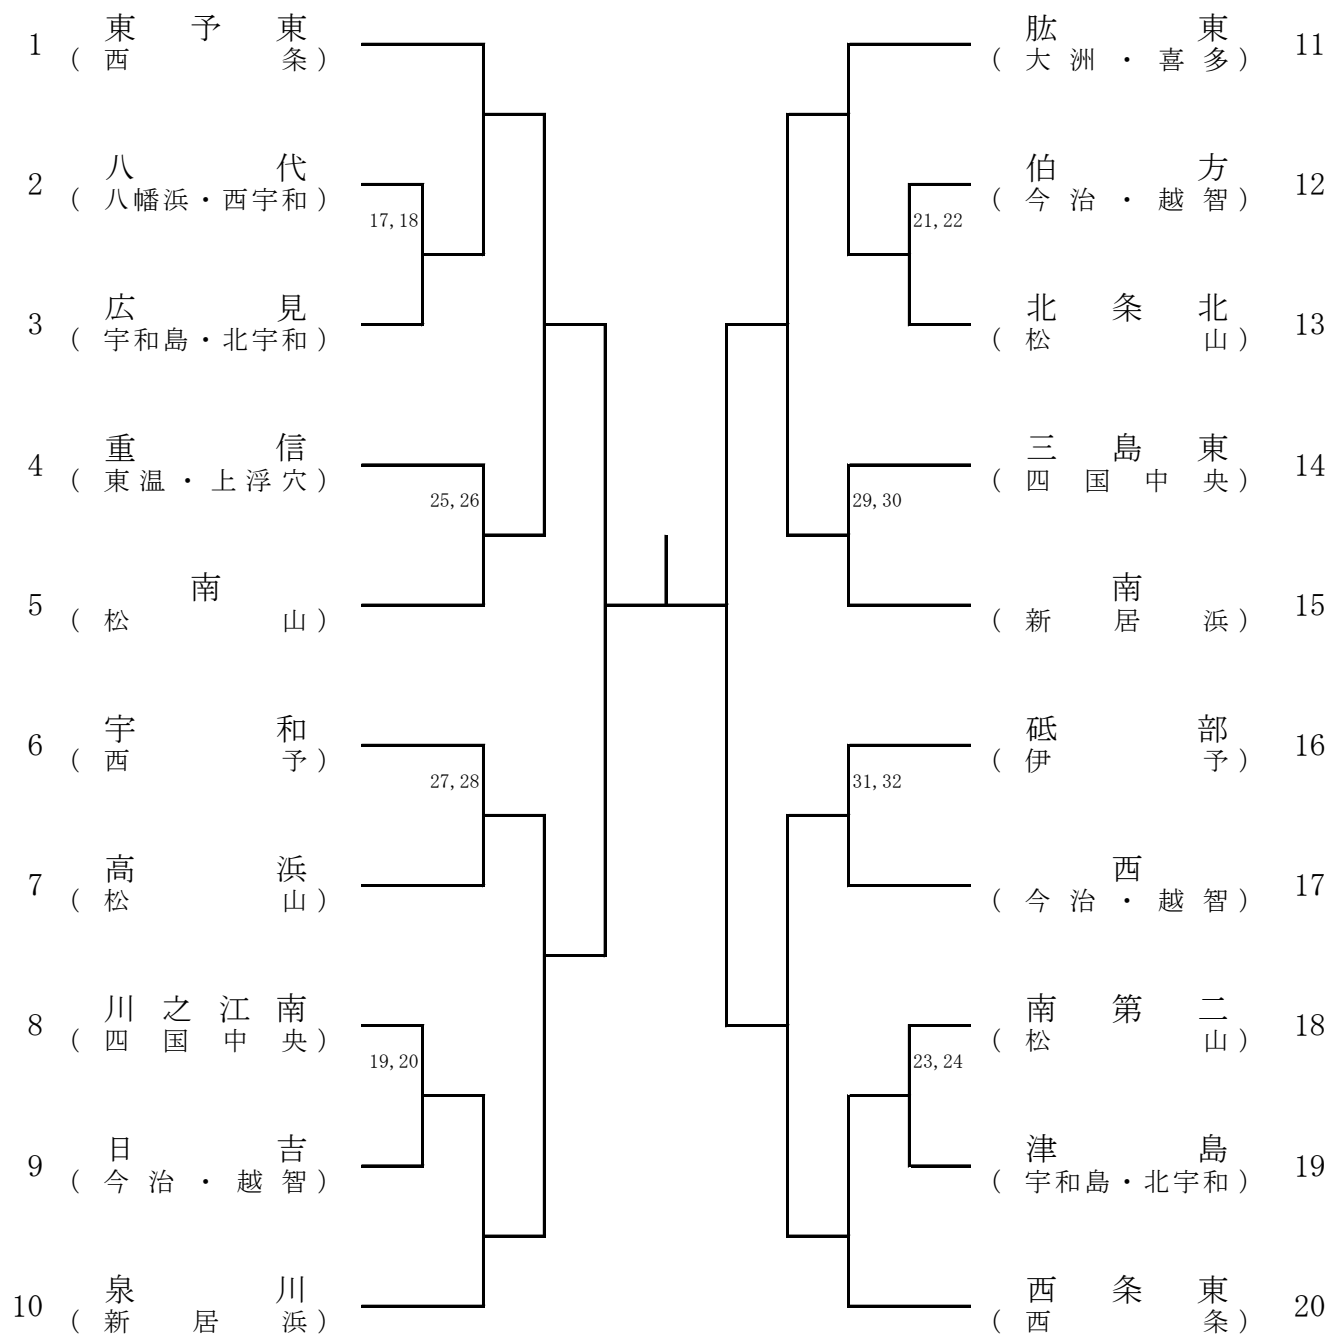 1 東予東
(西条)
2 八代
(八幡浜・西宇和)
17,18
3 広見
(宇和島・北宇和)
4 重信
(東温・上浮穴)
25,26
5 南
(松山)
6 宇和
(西予)
27,28
7 高浜
(松山)
8 川之江南
(四国中央)
19,20
9 日吉
(今治・越智)
10 泉川
(新居浜)
肱東 11
(大洲・喜多)
伯方 12
(今治・越智)
21,22
北条北 13
(松山)
三島東 14
(四国中央)
29,30
南 15
(新居浜)
砥部 16
(伊予)
31,32
西 17
(今治・越智)
南第二 18
(松山)
23,24
津島 19
(宇和島・北宇和)
西条東 20
(西条)